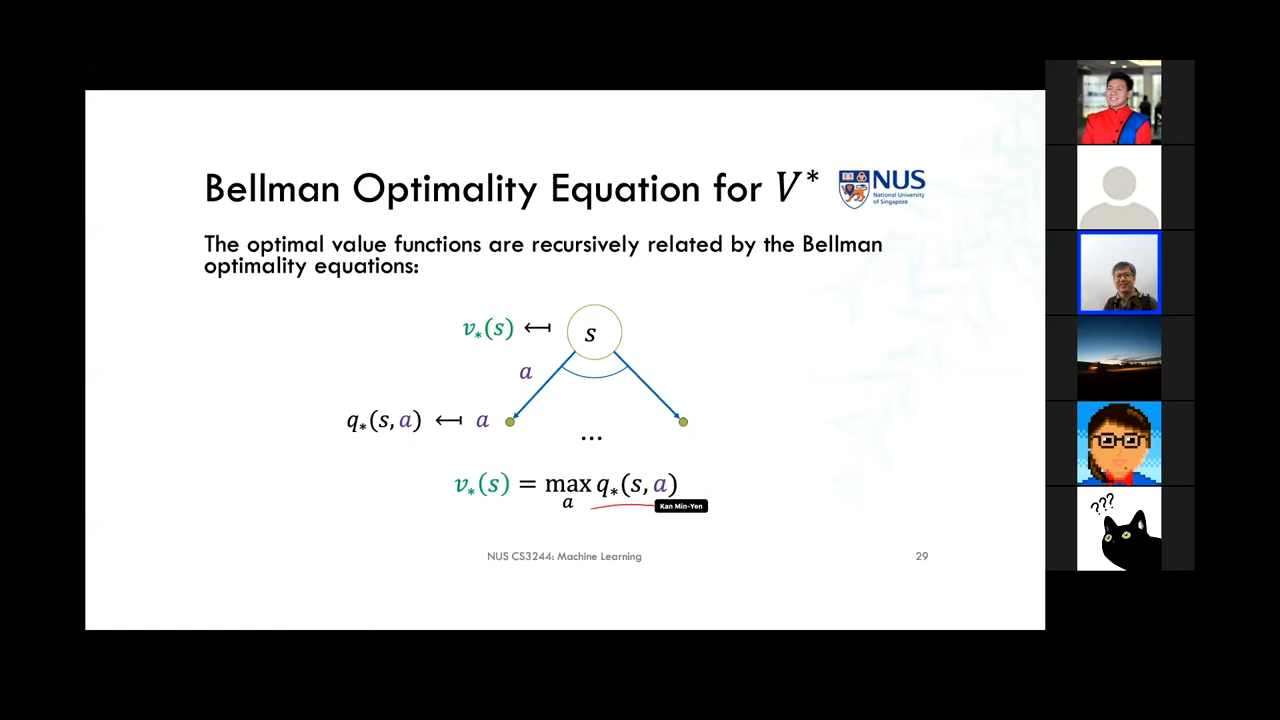 Bellman Optimality Equation for V*
NUS
National University
of Singapore
The optimal value functions are recursively related by the Bellman
optimality equations:
v∗(s) ↤ s
a
q∗(s, a) ↤ a
...
v∗(s) = max q∗(s, a)
a
Kan Min-Yen
NUS CS3244: Machine Learning 29
???